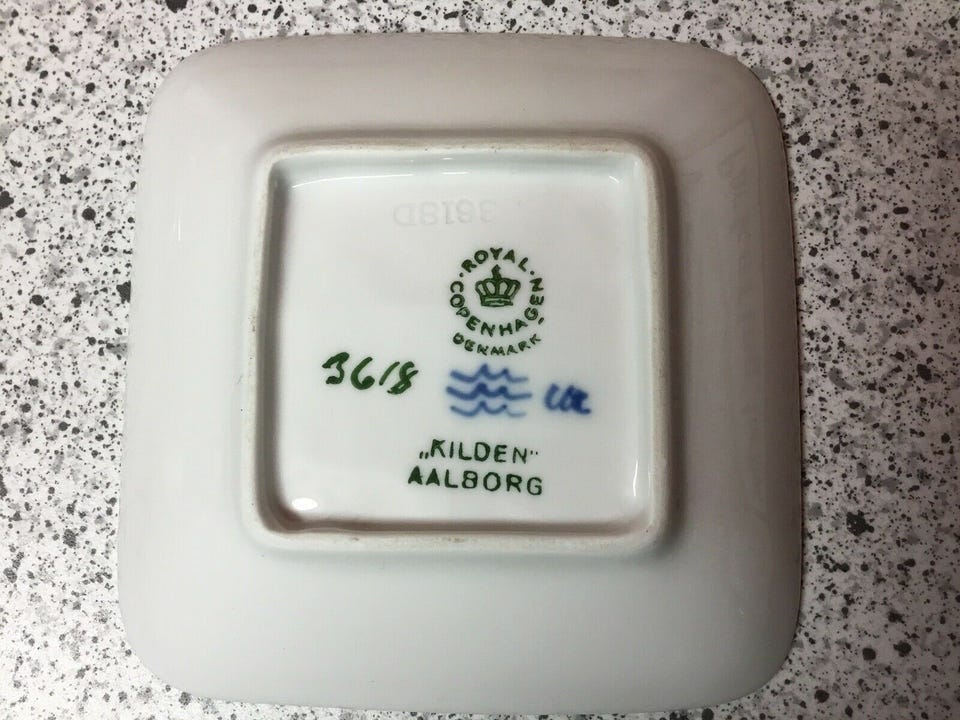 3618D
·ROYAL·
COPENHAGEN
DENMARK
3618
„KILDEN"
AALBORG